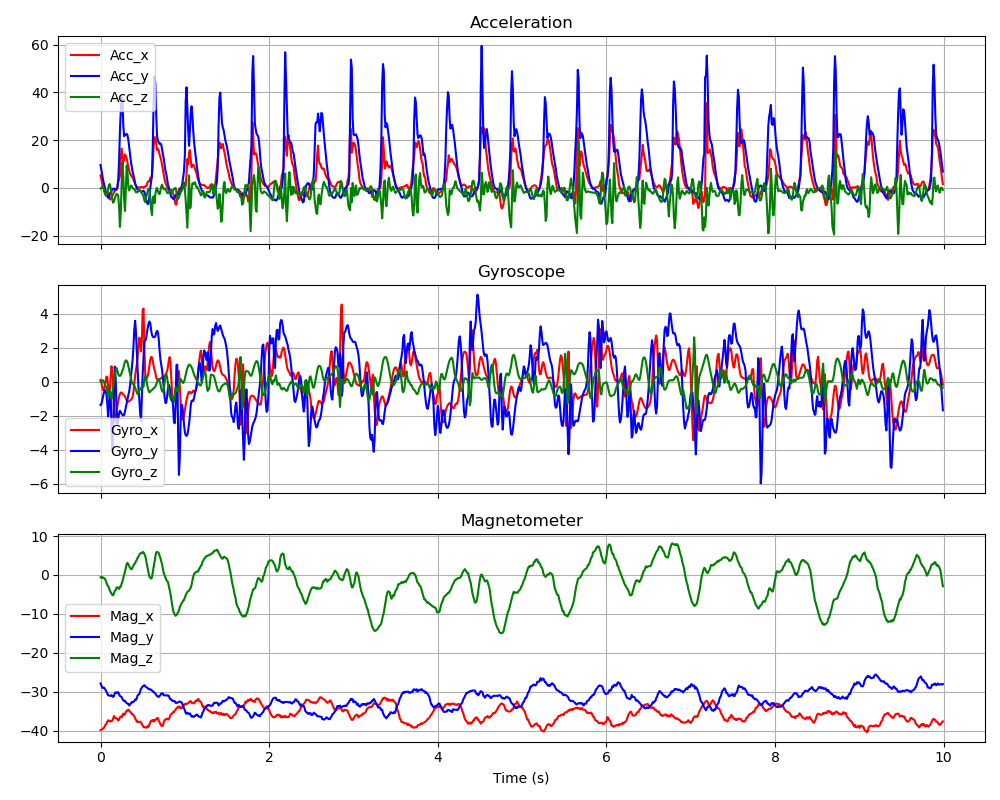 Acceleration
60
40
20
0
−20
Acc_x
Acc_y
Acc_z
Gyroscope
4
2
0
−2
−4
−6
Gyro_x
Gyro_y
Gyro_z
Magnetometer
10
0
−10
−20
−30
−40
Mag_x
Mag_y
Mag_z
0 2 4 6 8 10
Time (s)